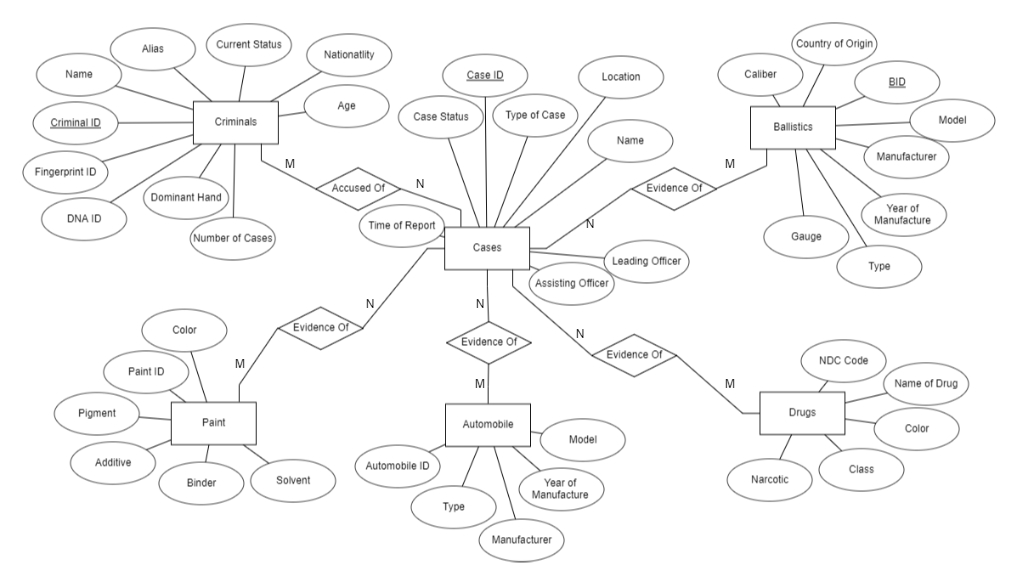 Alias
Current Status
Nationatlity
Name
Age
Criminal ID
Criminals
Fingerprint ID
DNA ID
Dominant Hand
Number of Cases
M
Accused Of
N
Case ID
Location
Case Status
Type of Case
Name
Time of Report
Cases
Leading Officer
Assisting Officer
N
Evidence Of
M
Country of Origin
Caliber
BID
Ballistics
Model
Manufacturer
Year of
Manufacture
Gauge
Type
N
Evidence Of
M
Color
Paint ID
Pigment
Paint
Additive
Binder
Solvent
N
Evidence Of
M
Automobile
Model
Automobile ID
Year of
Manufacture
Type
Manufacturer
N
Evidence Of
M
NDC Code
Name of Drug
Drugs
Color
Class
Narcotic